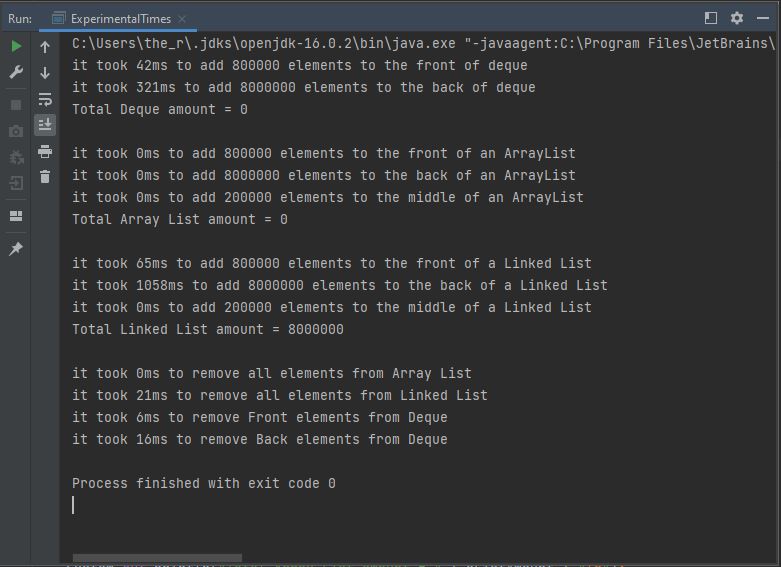 Run: ExperimentalTimes
C:\Users\the_r\.jdks\openjdk-16.0.2\bin\java.exe "-javaagent:C:\Program Files\JetBrains\
it took 42ms to add 800000 elements to the front of deque
it took 321ms to add 8000000 elements to the back of deque
Total Deque amount = 0
it took 0ms to add 800000 elements to the front of an ArrayList
it took 0ms to add 8000000 elements to the back of an ArrayList
it took 0ms to add 200000 elements to the middle of an ArrayList
Total Array List amount = 0
it took 65ms to add 800000 elements to the front of a Linked List
it took 1058ms to add 8000000 elements to the back of a Linked List
it took 0ms to add 200000 elements to the middle of a Linked List
Total Linked List amount = 8000000
it took 0ms to remove all elements from Array List
it took 21ms to remove all elements from Linked List
it took 6ms to remove Front elements from Deque
it took 16ms to remove Back elements from Deque
Process finished with exit code 0